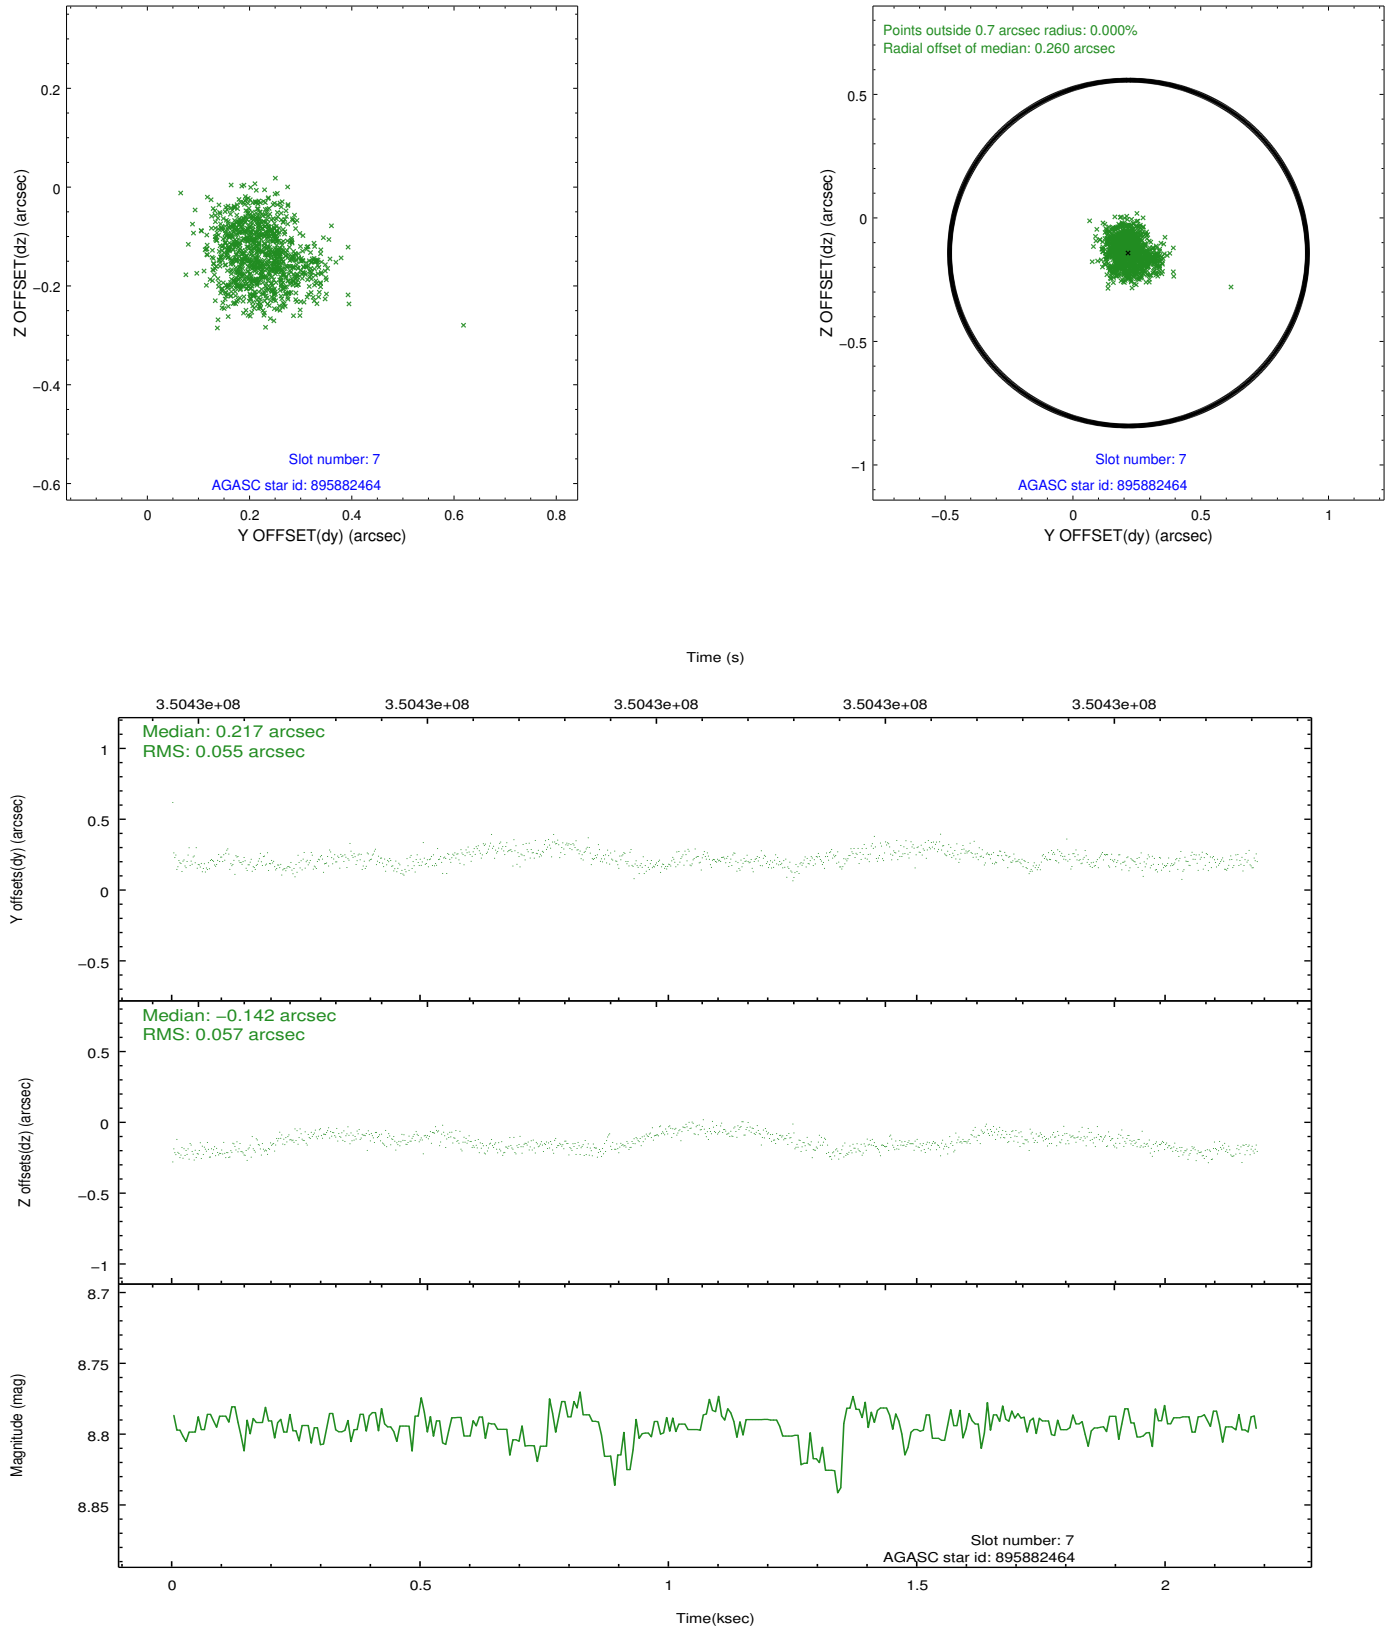 0.2
0
−0.2
−0.4
−0.6
Z OFFSET(dz) (arcsec)
Slot number: 7
AGASC star id: 895882464
0
0.2
0.4
0.6
0.8
Y OFFSET(dy) (arcsec)
Points outside 0.7 arcsec radius: 0.000%
Radial offset of median: 0.260 arcsec
0.5
0
−0.5
−1
Z OFFSET(dz) (arcsec)
Slot number: 7
AGASC star id: 895882464
−0.5
0
0.5
1
Y OFFSET(dy) (arcsec)
Time (s)
3.5043e+08
3.5043e+08
3.5043e+08
3.5043e+08
3.5043e+08
Median: 0.217 arcsec
RMS: 0.055 arcsec
1
0.5
0
−0.5
Y offsets(dy) (arcsec)
Median: −0.142 arcsec
RMS: 0.057 arcsec
0.5
0
−0.5
−1
Z offsets(dz) (arcsec)
8.7
8.75
8.8
8.85
Magnitude (mag)
Slot number: 7
AGASC star id: 895882464
0
0.5
1
1.5
2
Time(ksec)